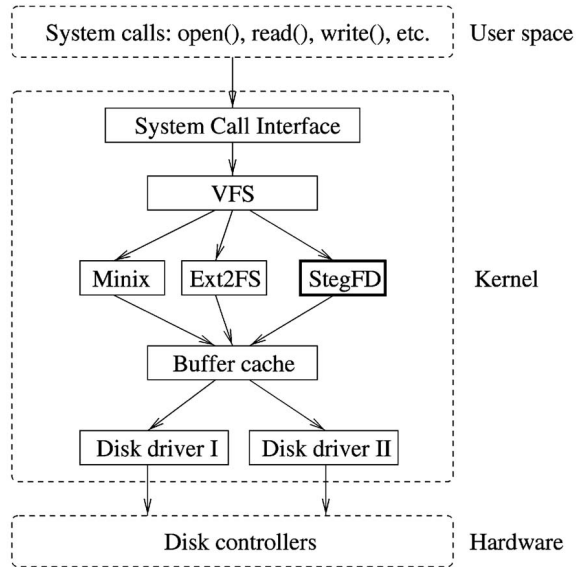 System calls: open(), read(), write(), etc. User space
System Call Interface
VFS
Minix Ext2FS StegFD Kernel
Buffer cache
Disk driver I Disk driver II
Disk controllers Hardware